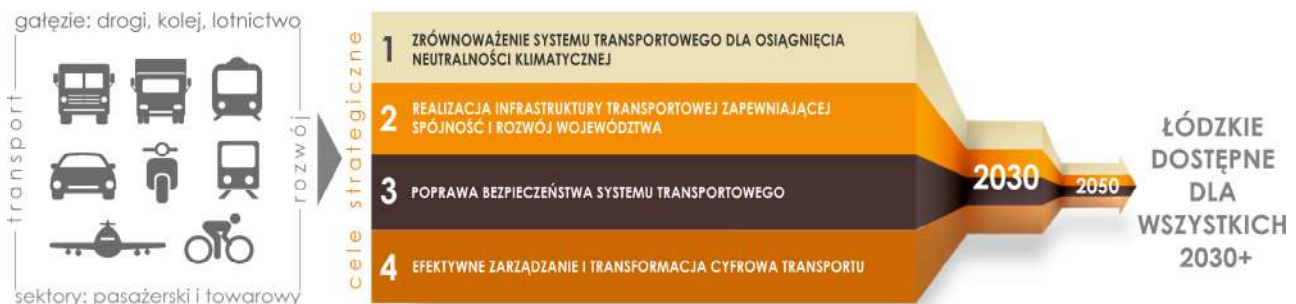 gałęzie: drogi, kolej, lotnictwo
transport
rozwój
sektory: pasażerski i towarowy
cele strategiczne
1 ZRÓWNOWAŻENIE SYSTEMU TRANSPORTOWEGO DLA OSIĄGNIĘCIA
NEUTRALNOŚCI KLIMATYCZNEJ
2 REALIZACJA INFRASTRUKTURY TRANSPORTOWEJ ZAPEWNIAJĄCEJ
SPÓJNOŚĆ I ROZWÓJ WOJEWÓDZTWA
3 POPRAWA BEZPIECZEŃSTWA SYSTEMU TRANSPORTOWEGO
4 EFEKTYWNE ZARZĄDZANIE I TRANSFORMACJA CYFROWA TRANSPORTU
2030
2050
ŁÓDZKIE
DOSTĘPNE
DLA
WSZYSTKICH
2030+